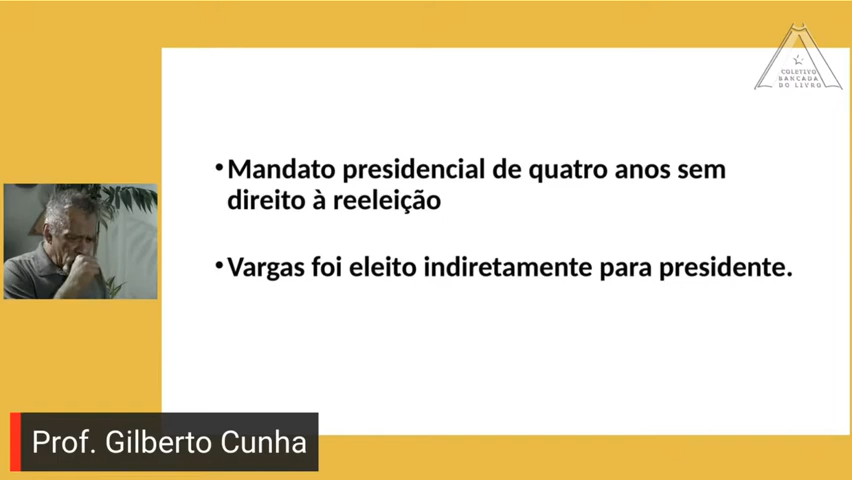 COLETIVO
BANCADA
DO LIVRO
•Mandato presidencial de quatro anos sem
direito à reeleição
•Vargas foi eleito indiretamente para presidente.
Prof. Gilberto Cunha